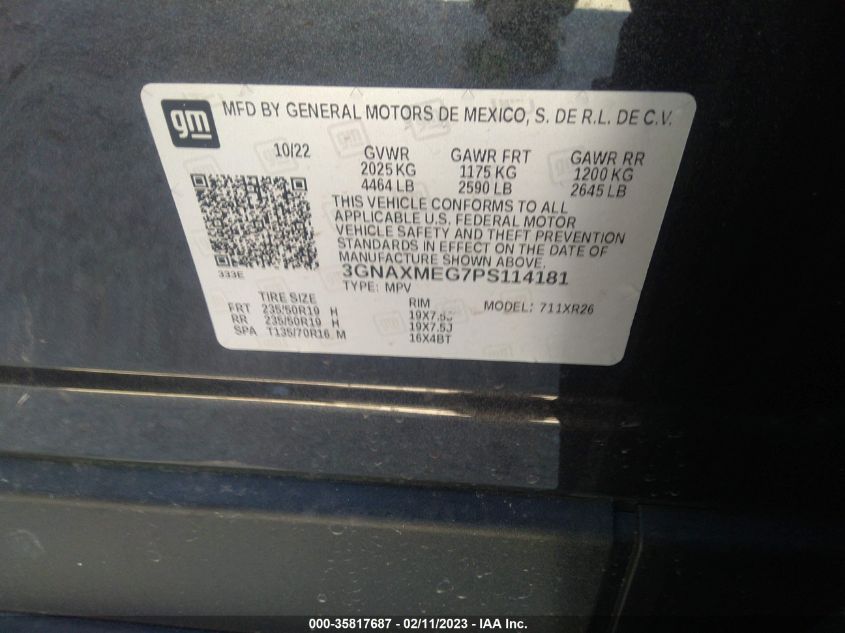 gm
MFD BY GENERAL MOTORS DE MEXICO, S. DE R.L. DE C.V.
10/22 GVWR GAWR FRT GAWR RR
2025 KG 1175 KG 1200 KG
4464 LB 2590 LB 2645 LB
THIS VEHICLE CONFORMS TO ALL
APPLICABLE U.S. FEDERAL MOTOR
VEHICLE SAFETY AND THEFT PREVENTION
STANDARDS IN EFFECT ON THE DATE OF
MANUFACTURE SHOWN ABOVE.
333E 3GNAXMEG7PS114181
TYPE: MPV
TIRE SIZE RIM MODEL: 711XR26
FRT 235/50R19 H 19X7.5J
RR 235/50R19 H 19X7.5J
SPA T135/70R16 M 16X4BT
000-35817687 - 02/11/2023 - IAA Inc.